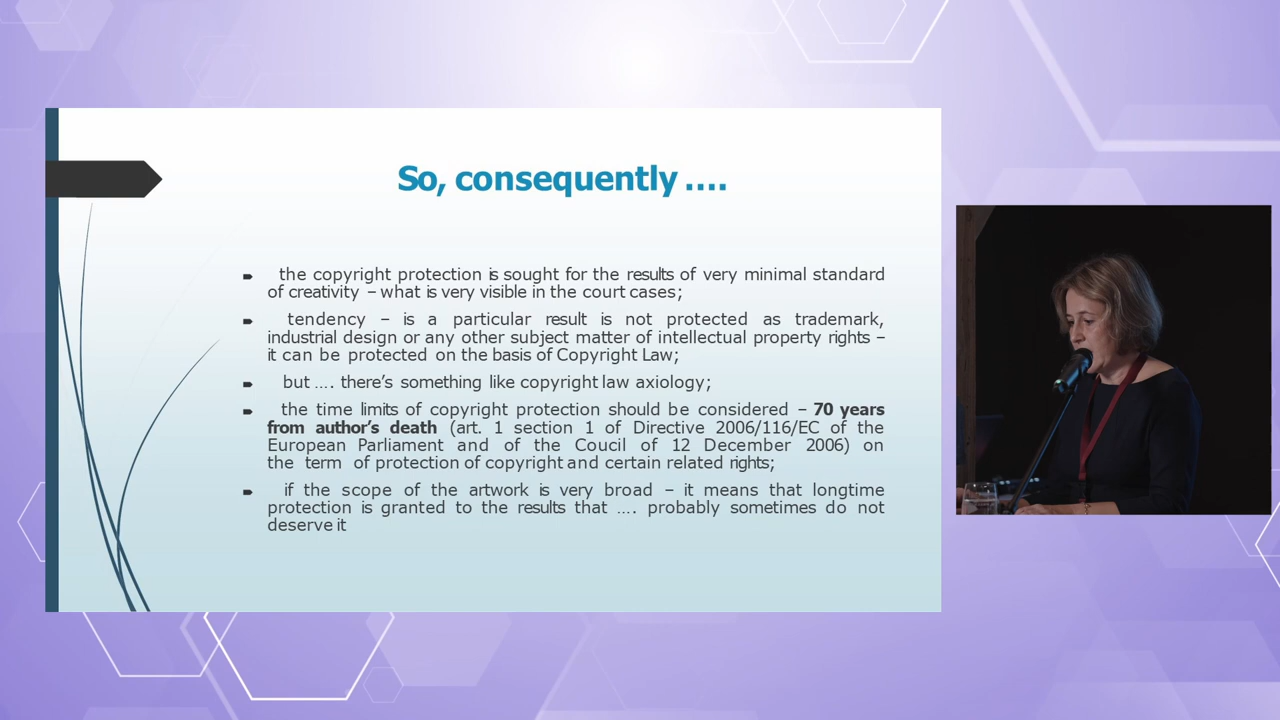 So, consequently ....
the copyright protection is sought for the results of very minimal standard
of creativity – what is very visible in the court cases;
tendency – is a particular result is not protected as trademark,
industrial design or any other subject matter of intellectual property rights –
it can be protected on the basis of Copyright Law;
but .... there's something like copyright law axiology;
the time limits of copyright protection should be considered – 70 years
from author's death (art. 1 section 1 of Directive 2006/116/EC of the
European Parliament and of the Coucil of 12 December 2006) on
the term of protection of copyright and certain related rights;
if the scope of the artwork is very broad – it means that longtime
protection is granted to the results that .... probably sometimes do not
deserve it